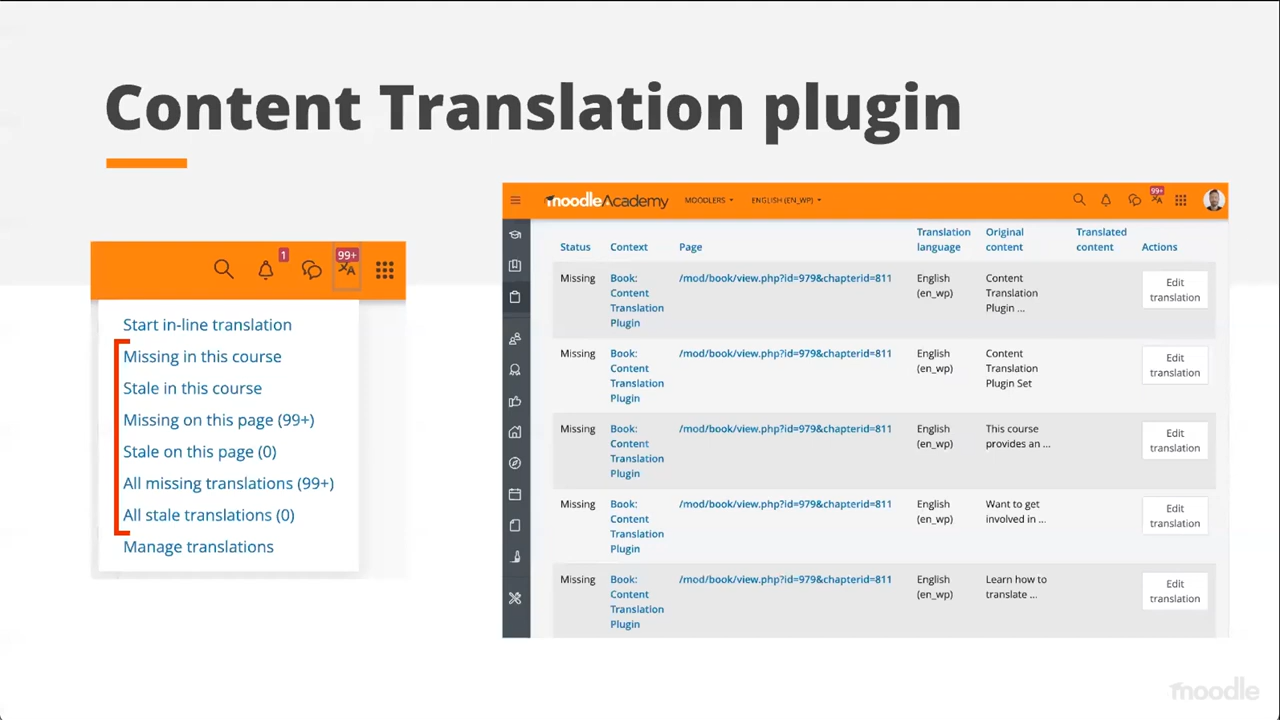 Content Translation plugin
1
99+
Start in-line translation
Missing in this course
Stale in this course
Missing on this page (99+)
Stale on this page (0)
All missing translations (99+)
All stale translations (0)
Manage translations
moodleAcademy MOODLERS ENGLISH (EN_WP) 99+
Status Context Page Translation language Original content Translated content Actions
Missing Book: Content Translation Plugin /mod/book/view.php?id=979&chapterid=811 English (en_wp) Content Translation Plugin ... Edit translation
Missing Book: Content Translation Plugin /mod/book/view.php?id=979&chapterid=811 English (en_wp) Content Translation Plugin Set Edit translation
Missing Book: Content Translation Plugin /mod/book/view.php?id=979&chapterid=811 English (en_wp) This course provides an ... Edit translation
Missing Book: Content Translation Plugin /mod/book/view.php?id=979&chapterid=811 English (en_wp) Want to get involved in ... Edit translation
Missing Book: Content Translation Plugin /mod/book/view.php?id=979&chapterid=811 English (en_wp) Learn how to translate ... Edit translation
moodle